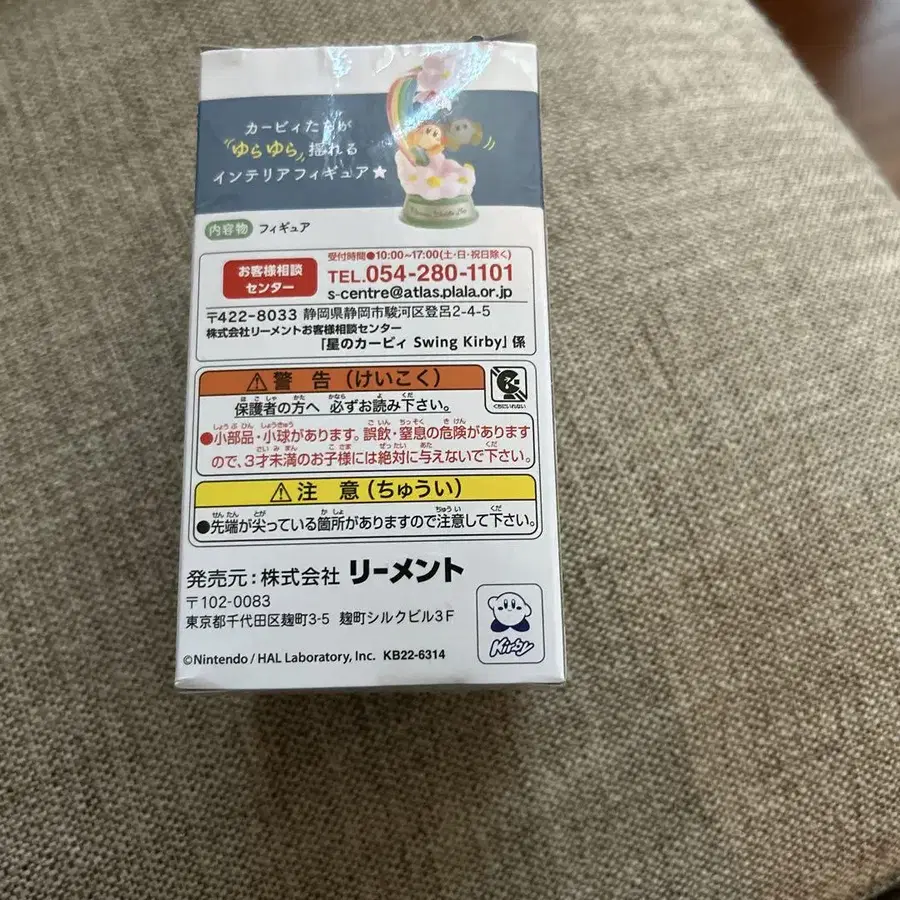 カービィたちが
ゆらゆら 揺れる
インテリアフィギュア★
内容物 フィギュア
お客様相談
センター
受付時間●10:00~17:00(土・日・祝日除く)
TEL.054-280-1101
s-centre@atlas.plala.or.jp
〒422-8033 静岡県静岡市駿河区登呂2-4-5
株式会社リーメントお客様相談センター
「星のカービィ Swing Kirby」係
⚠警 告(けいこく)
くちにいれない
保護者の方へ 必ずお読み下さい。
●小部品・小球があります。誤飲・窒息の危険があります
ので、3才未満のお子様には絶対に与えないで下さい。
⚠注 意(ちゅうい)
●先端が尖っている箇所がありますので注意して下さい。
発売元:株式会社 リーメント
〒102-0083
東京都千代田区麹町3-5 麹町シルクビル3F
Kirby
©Nintendo / HAL Laboratory, Inc. KB22-6314